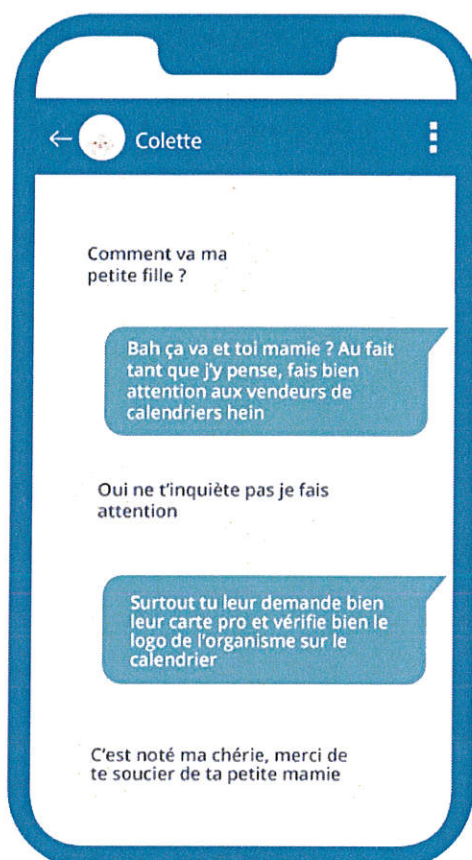 Colette
Comment va ma
petite fille ?
Bah ça va et toi mamie ? Au fait
tant que j'y pense, fais bien
attention aux vendeurs de
calendriers hein
Oui ne t'inquiète pas je fais
attention
Surtout tu leur demande bien
leur carte pro et vérifie bien le
logo de l'organisme sur le
calendrier
C'est noté ma chérie, merci de
te soucier de ta petite mamie